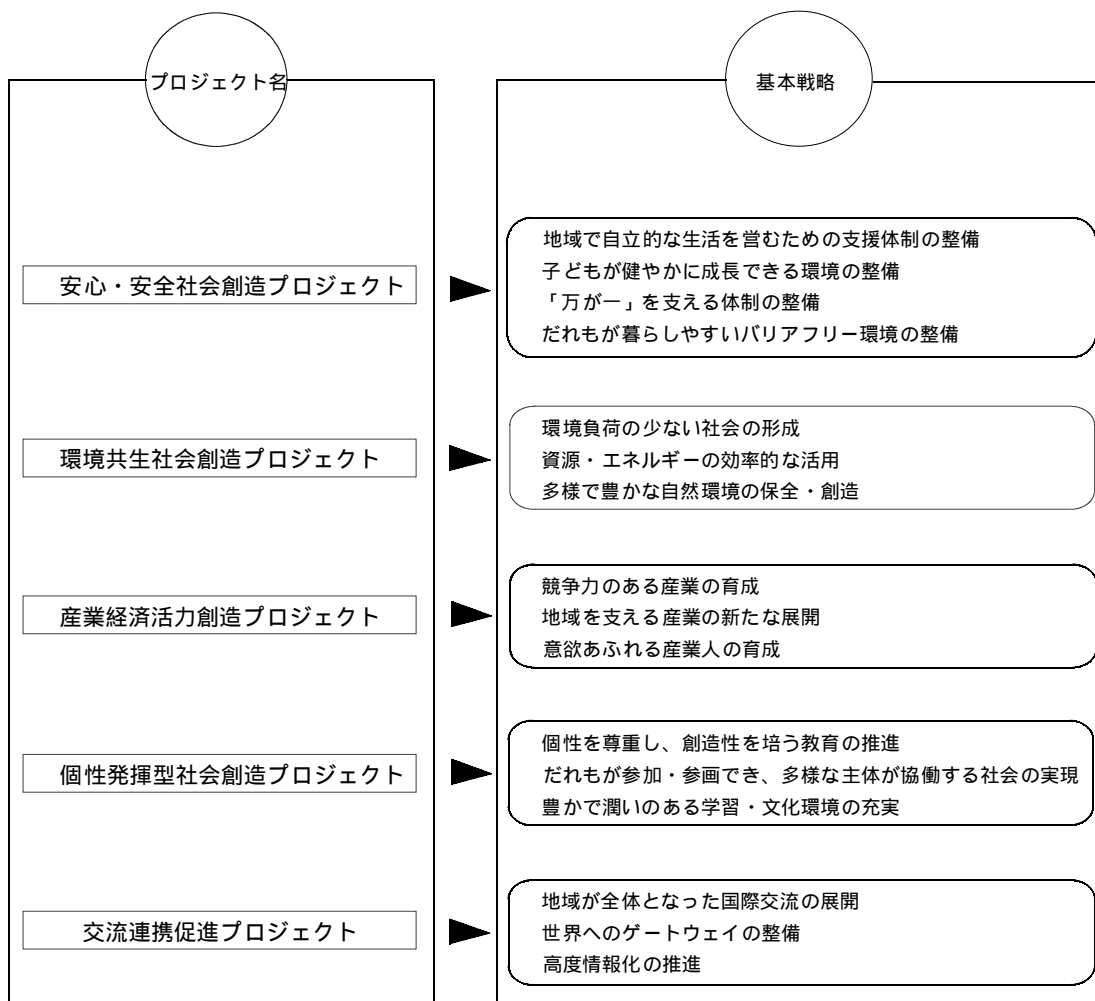 プロジェクト名
基本戦略
安心・安全社会創造プロジェクト
地域で自立的な生活を営むための支援体制の整備
子どもが健やかに成長できる環境の整備
「万が一」を支える体制の整備
だれもが暮らしやすいバリアフリー環境の整備
環境共生社会創造プロジェクト
環境負荷の少ない社会の形成
資源・エネルギーの効率的な活用
多様で豊かな自然環境の保全・創造
産業経済活力創造プロジェクト
競争力のある産業の育成
地域を支える産業の新たな展開
意欲あふれる産業人の育成
個性発揮型社会創造プロジェクト
個性を尊重し、創造性を培う教育の推進
だれもが参加・参画でき、多様な主体が協働する社会の実現
豊かで潤いのある学習・文化環境の充実
交流連携促進プロジェクト
地域が全体となった国際交流の展開
世界へのゲートウェイの整備
高度情報化の推進